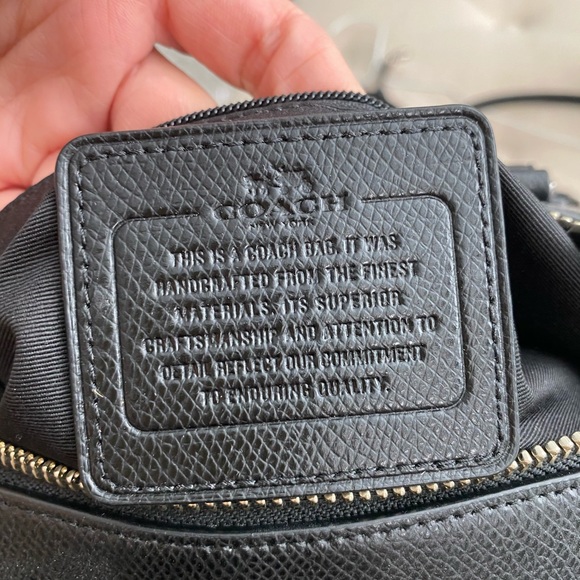 COACH
NEW YORK
THIS IS A COACH BAG. IT WAS
HANDCRAFTED FROM THE FINEST
MATERIALS. ITS SUPERIOR
CRAFTSMANSHIP AND ATTENTION TO
DETAIL REFLECT OUR COMMITMENT
TO ENDURING QUALITY.